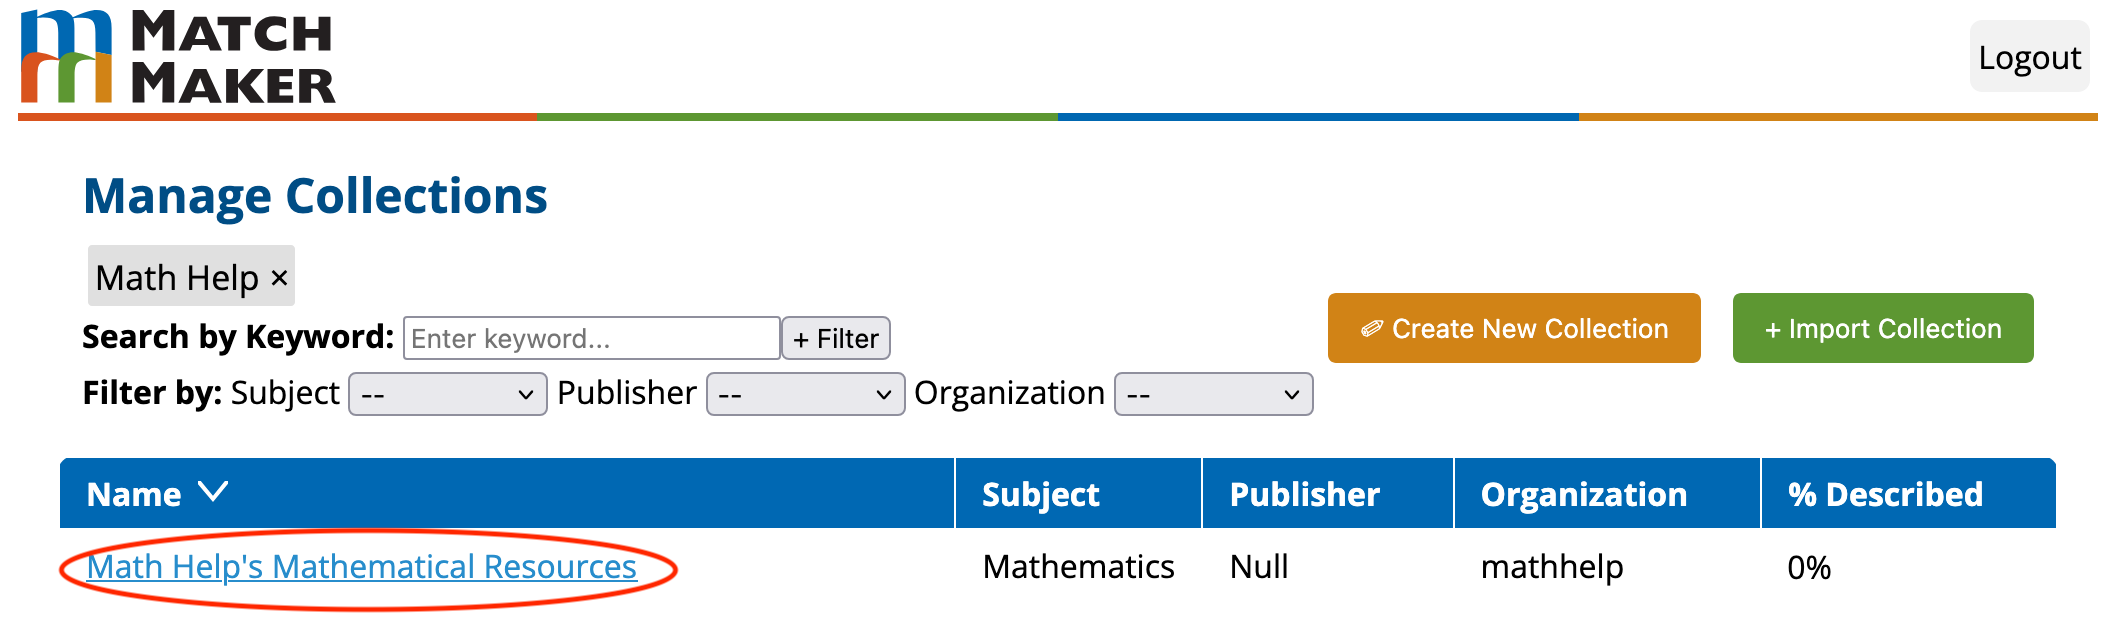 MATCH
MAKER
Logout
Manage Collections
Math Help ×
Search by Keyword: Enter keyword... + Filter
Create New Collection
+ Import Collection
Filter by: Subject -- Publisher -- Organization --
Name Subject Publisher Organization % Described
Math Help's Mathematical Resources Mathematics Null mathhelp 0%